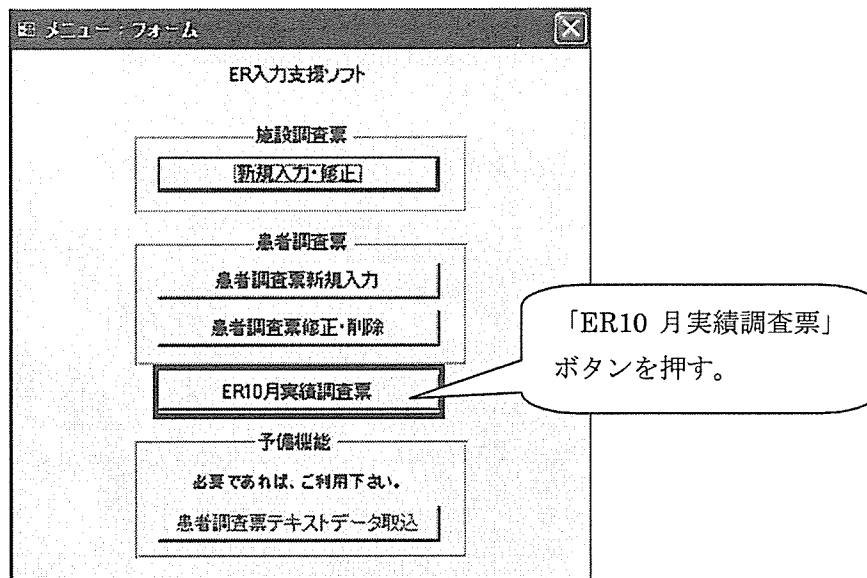 メニュー：フォーム
ER入力支援ソフト
施設調査票
新規入力・修正
患者調査票
患者調査票新規入力
患者調査票修正・削除
ER10月実績調査票
「ER10 月実績調査票」
ボタンを押す。
予備機能
必要であれば、ご利用下さい。
患者調査票テキストデータ取込